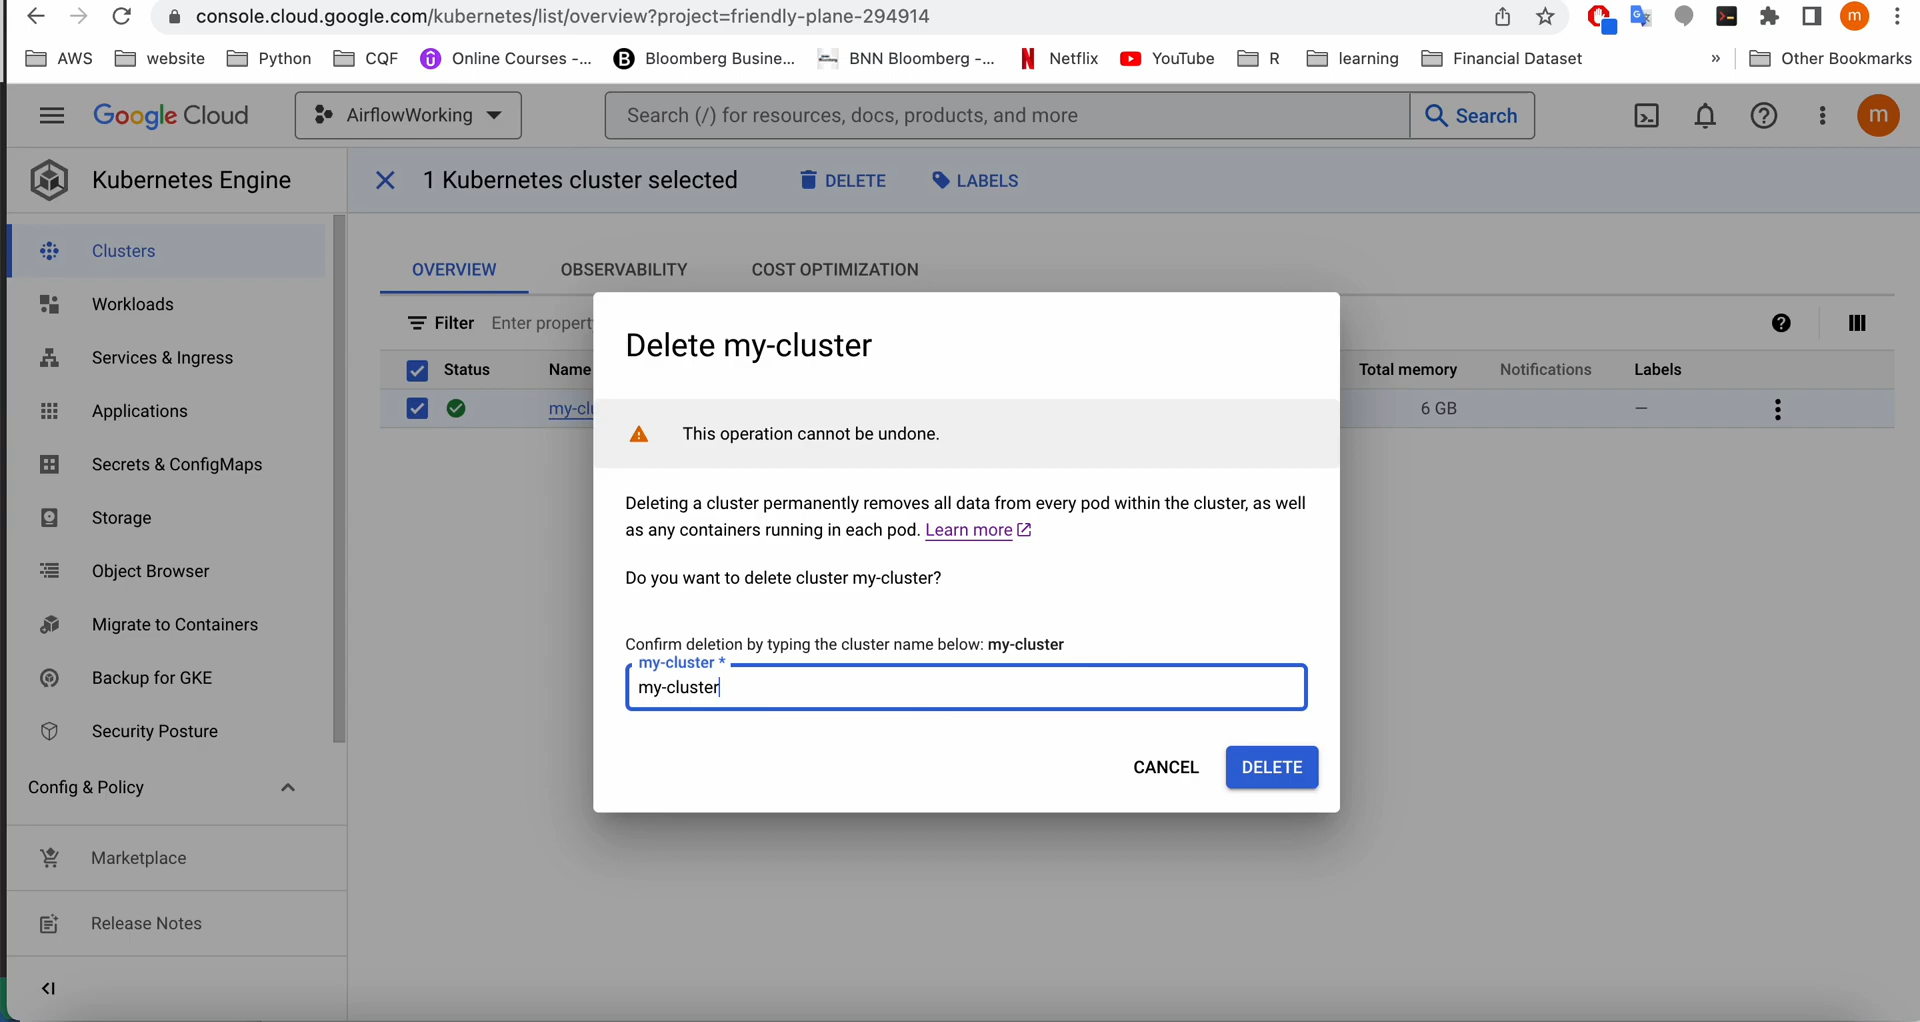 console.cloud.google.com/kubernetes/list/overview?project=friendly-plane-294914
m
AWS
website
Python
CQF
Online Courses -...
Bloomberg Busine...
BNN Bloomberg -...
Netflix
YouTube
R
learning
Financial Dataset
»
Other Bookmarks
Google Cloud
AirflowWorking
Search (/) for resources, docs, products, and more
Search
m
Kubernetes Engine
1 Kubernetes cluster selected
DELETE
LABELS
Clusters
Workloads
Services & Ingress
Applications
Secrets & ConfigMaps
Storage
Object Browser
Migrate to Containers
Backup for GKE
Security Posture
Config & Policy
Marketplace
Release Notes
OVERVIEW
OBSERVABILITY
COST OPTIMIZATION
Filter
Enter propert
Status
Name
Total memory
Notifications
Labels
my-cl
6 GB
—
Delete my-cluster
This operation cannot be undone.
Deleting a cluster permanently removes all data from every pod within the cluster, as well
as any containers running in each pod. Learn more
Do you want to delete cluster my-cluster?
Confirm deletion by typing the cluster name below: my-cluster
my-cluster *
my-cluster
CANCEL
DELETE